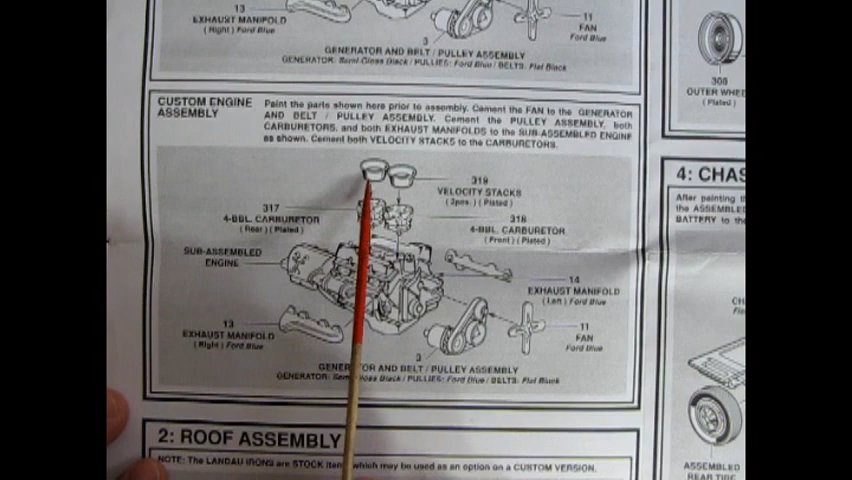 13
EXHAUST MANIFOLD
(Right) Ford Blue
3
11
FAN
Ford Blue
GENERATOR AND BELT / PULLEY ASSEMBLY
GENERATOR: Semi-Gloss Black / PULLIES: Ford Blue / BELTS: Flat Black
308
OUTER WHE
(Plated)
CUSTOM ENGINE
ASSEMBLY
Paint the parts shown here prior to assembly. Cement the FAN to the GENERATOR
AND BELT / PULLEY ASSEMBLY. Cement the PULLEY ASSEMBLY, both
CARBURETORS, and both EXHAUST MANIFOLDS to the SUB-ASSEMBLED ENGINE
as shown. Cement both VELOCITY STACKS to the CARBURETORS.
319
VELOCITY STACKS
(2pcs.) (Plated)
317
4-BBL. CARBURETOR
(Rear) (Plated)
318
4-BBL. CARBURETOR
(Front) (Plated)
SUB-ASSEMBLED
ENGINE
14
EXHAUST MANIFOLD
(Left) Ford Blue
13
EXHAUST MANIFOLD
(Right) Ford Blue
11
FAN
Ford Blue
3
GENERATOR AND BELT / PULLEY ASSEMBLY
GENERATOR: Semi-Gloss Black / PULLIES: Ford Blue / BELTS: Flat Black
4: CHAS
After painting t
the ASSEMBLED
BATTERY to the
CH
Fla
ASSEMBLED
REAR TIRE
2: ROOF ASSEMBLY
NOTE: The LANDAU IRONS are STOCK item which may be used as an option on a CUSTOM VERSION.